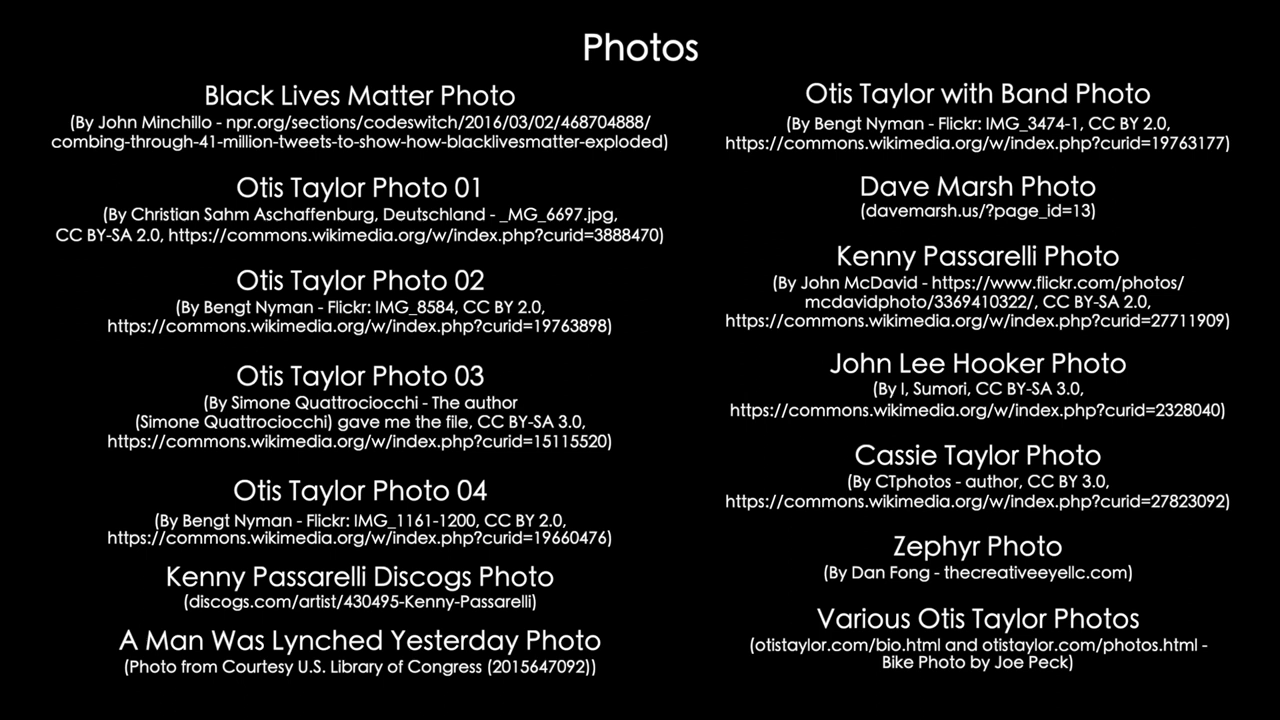 Photos
Black Lives Matter Photo
(By John Minchillo - npr.org/sections/codeswitch/2016/03/02/468704888/
combing-through-41-million-tweets-to-show-how-blacklivesmatter-exploded)
Otis Taylor Photo 01
(By Christian Sahm Aschaffenburg, Deutschland - _MG_6697.jpg,
CC BY-SA 2.0, https://commons.wikimedia.org/w/index.php?curid=3888470)
Otis Taylor Photo 02
(By Bengt Nyman - Flickr: IMG_8584, CC BY 2.0,
https://commons.wikimedia.org/w/index.php?curid=19763898)
Otis Taylor Photo 03
(By Simone Quattrociocchi - The author
(Simone Quattrociocchi) gave me the file, CC BY-SA 3.0,
https://commons.wikimedia.org/w/index.php?curid=15115520)
Otis Taylor Photo 04
(By Bengt Nyman - Flickr: IMG_1161-1200, CC BY 2.0,
https://commons.wikimedia.org/w/index.php?curid=19660476)
Kenny Passarelli Discogs Photo
(discogs.com/artist/430495-Kenny-Passarelli)
A Man Was Lynched Yesterday Photo
(Photo from Courtesy U.S. Library of Congress (2015647092))
Otis Taylor with Band Photo
(By Bengt Nyman - Flickr: IMG_3474-1, CC BY 2.0,
https://commons.wikimedia.org/w/index.php?curid=19763177)
Dave Marsh Photo
(davemarsh.us/?page_id=13)
Kenny Passarelli Photo
(By John McDavid - https://www.flickr.com/photos/
mcdavidphoto/3369410322/, CC BY-SA 2.0,
https://commons.wikimedia.org/w/index.php?curid=27711909)
John Lee Hooker Photo
(By I, Sumori, CC BY-SA 3.0,
https://commons.wikimedia.org/w/index.php?curid=2328040)
Cassie Taylor Photo
(By CTphotos - author, CC BY 3.0,
https://commons.wikimedia.org/w/index.php?curid=27823092)
Zephyr Photo
(By Dan Fong - thecreativeeyellc.com)
Various Otis Taylor Photos
(otistaylor.com/bio.html and otistaylor.com/photos.html -
Bike Photo by Joe Peck)